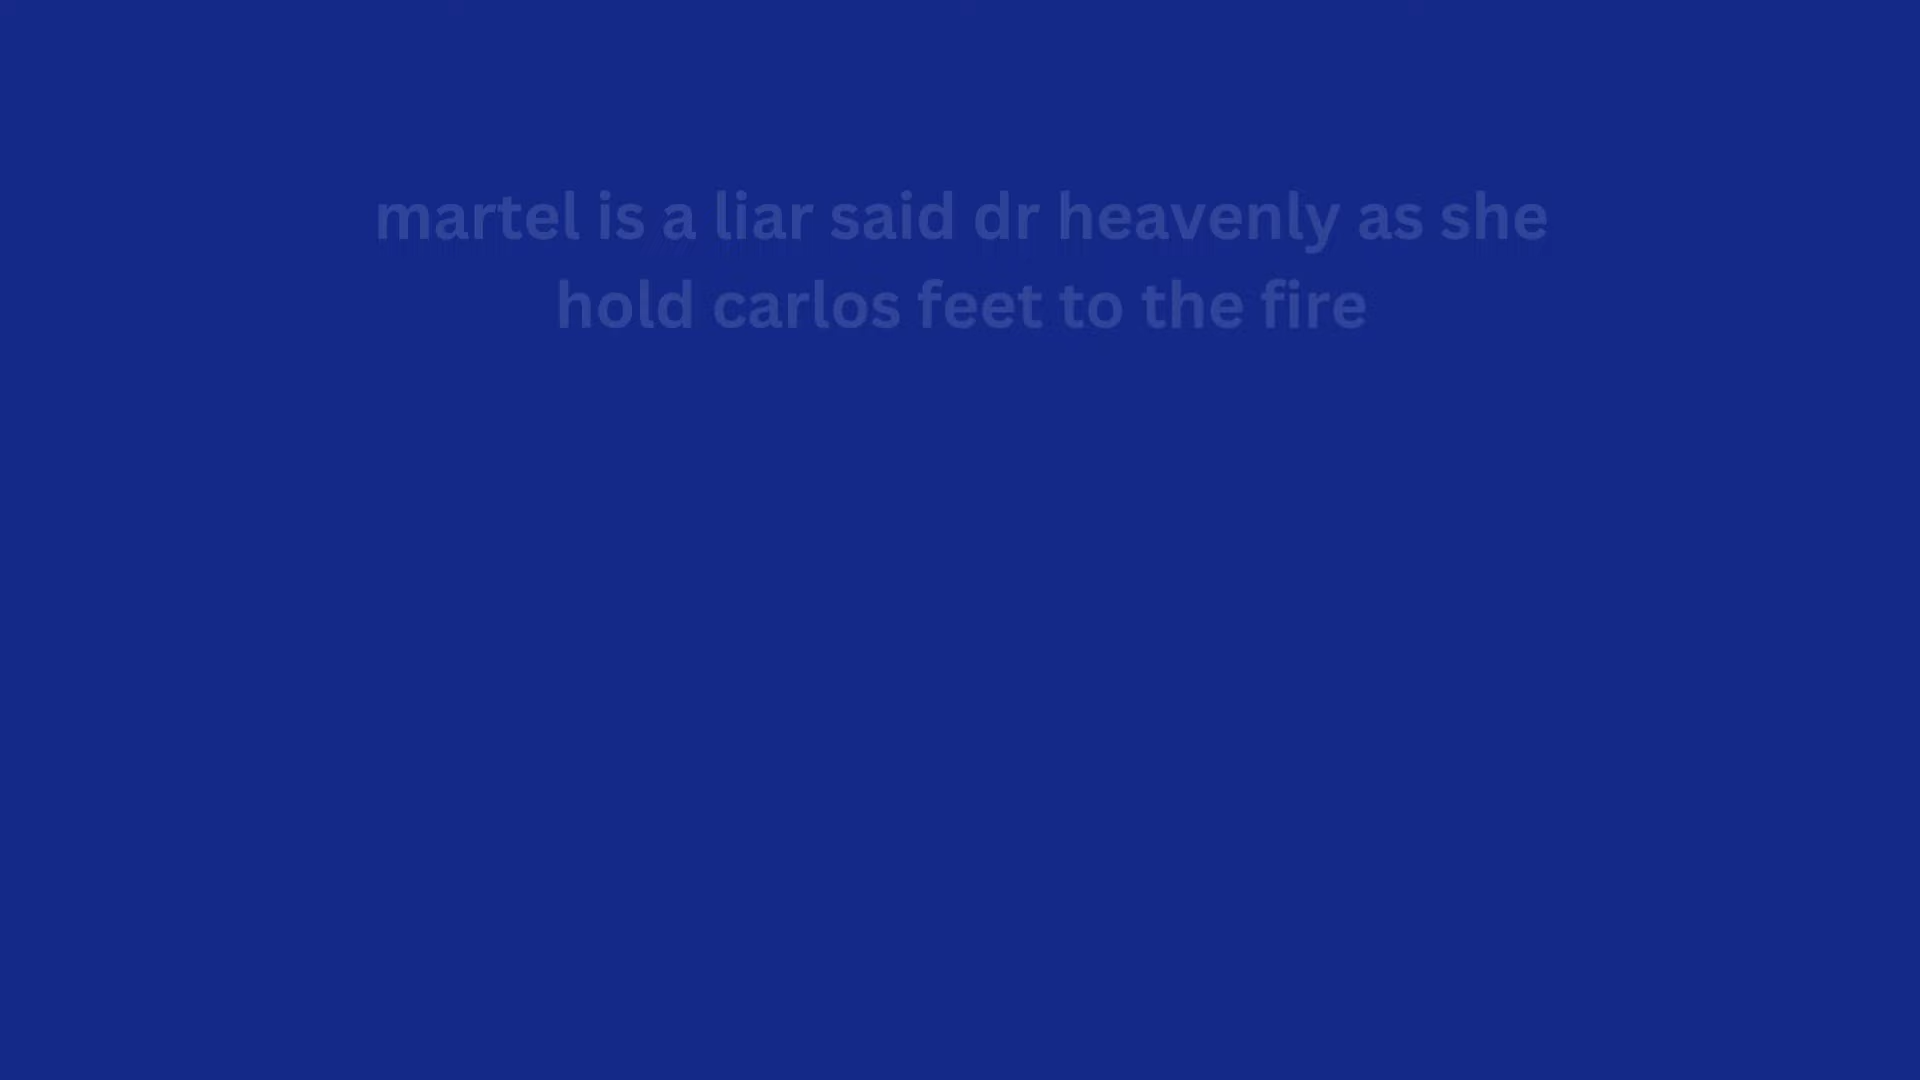 martel is a liar said dr heavenly as she
hold carlos feet to the fire